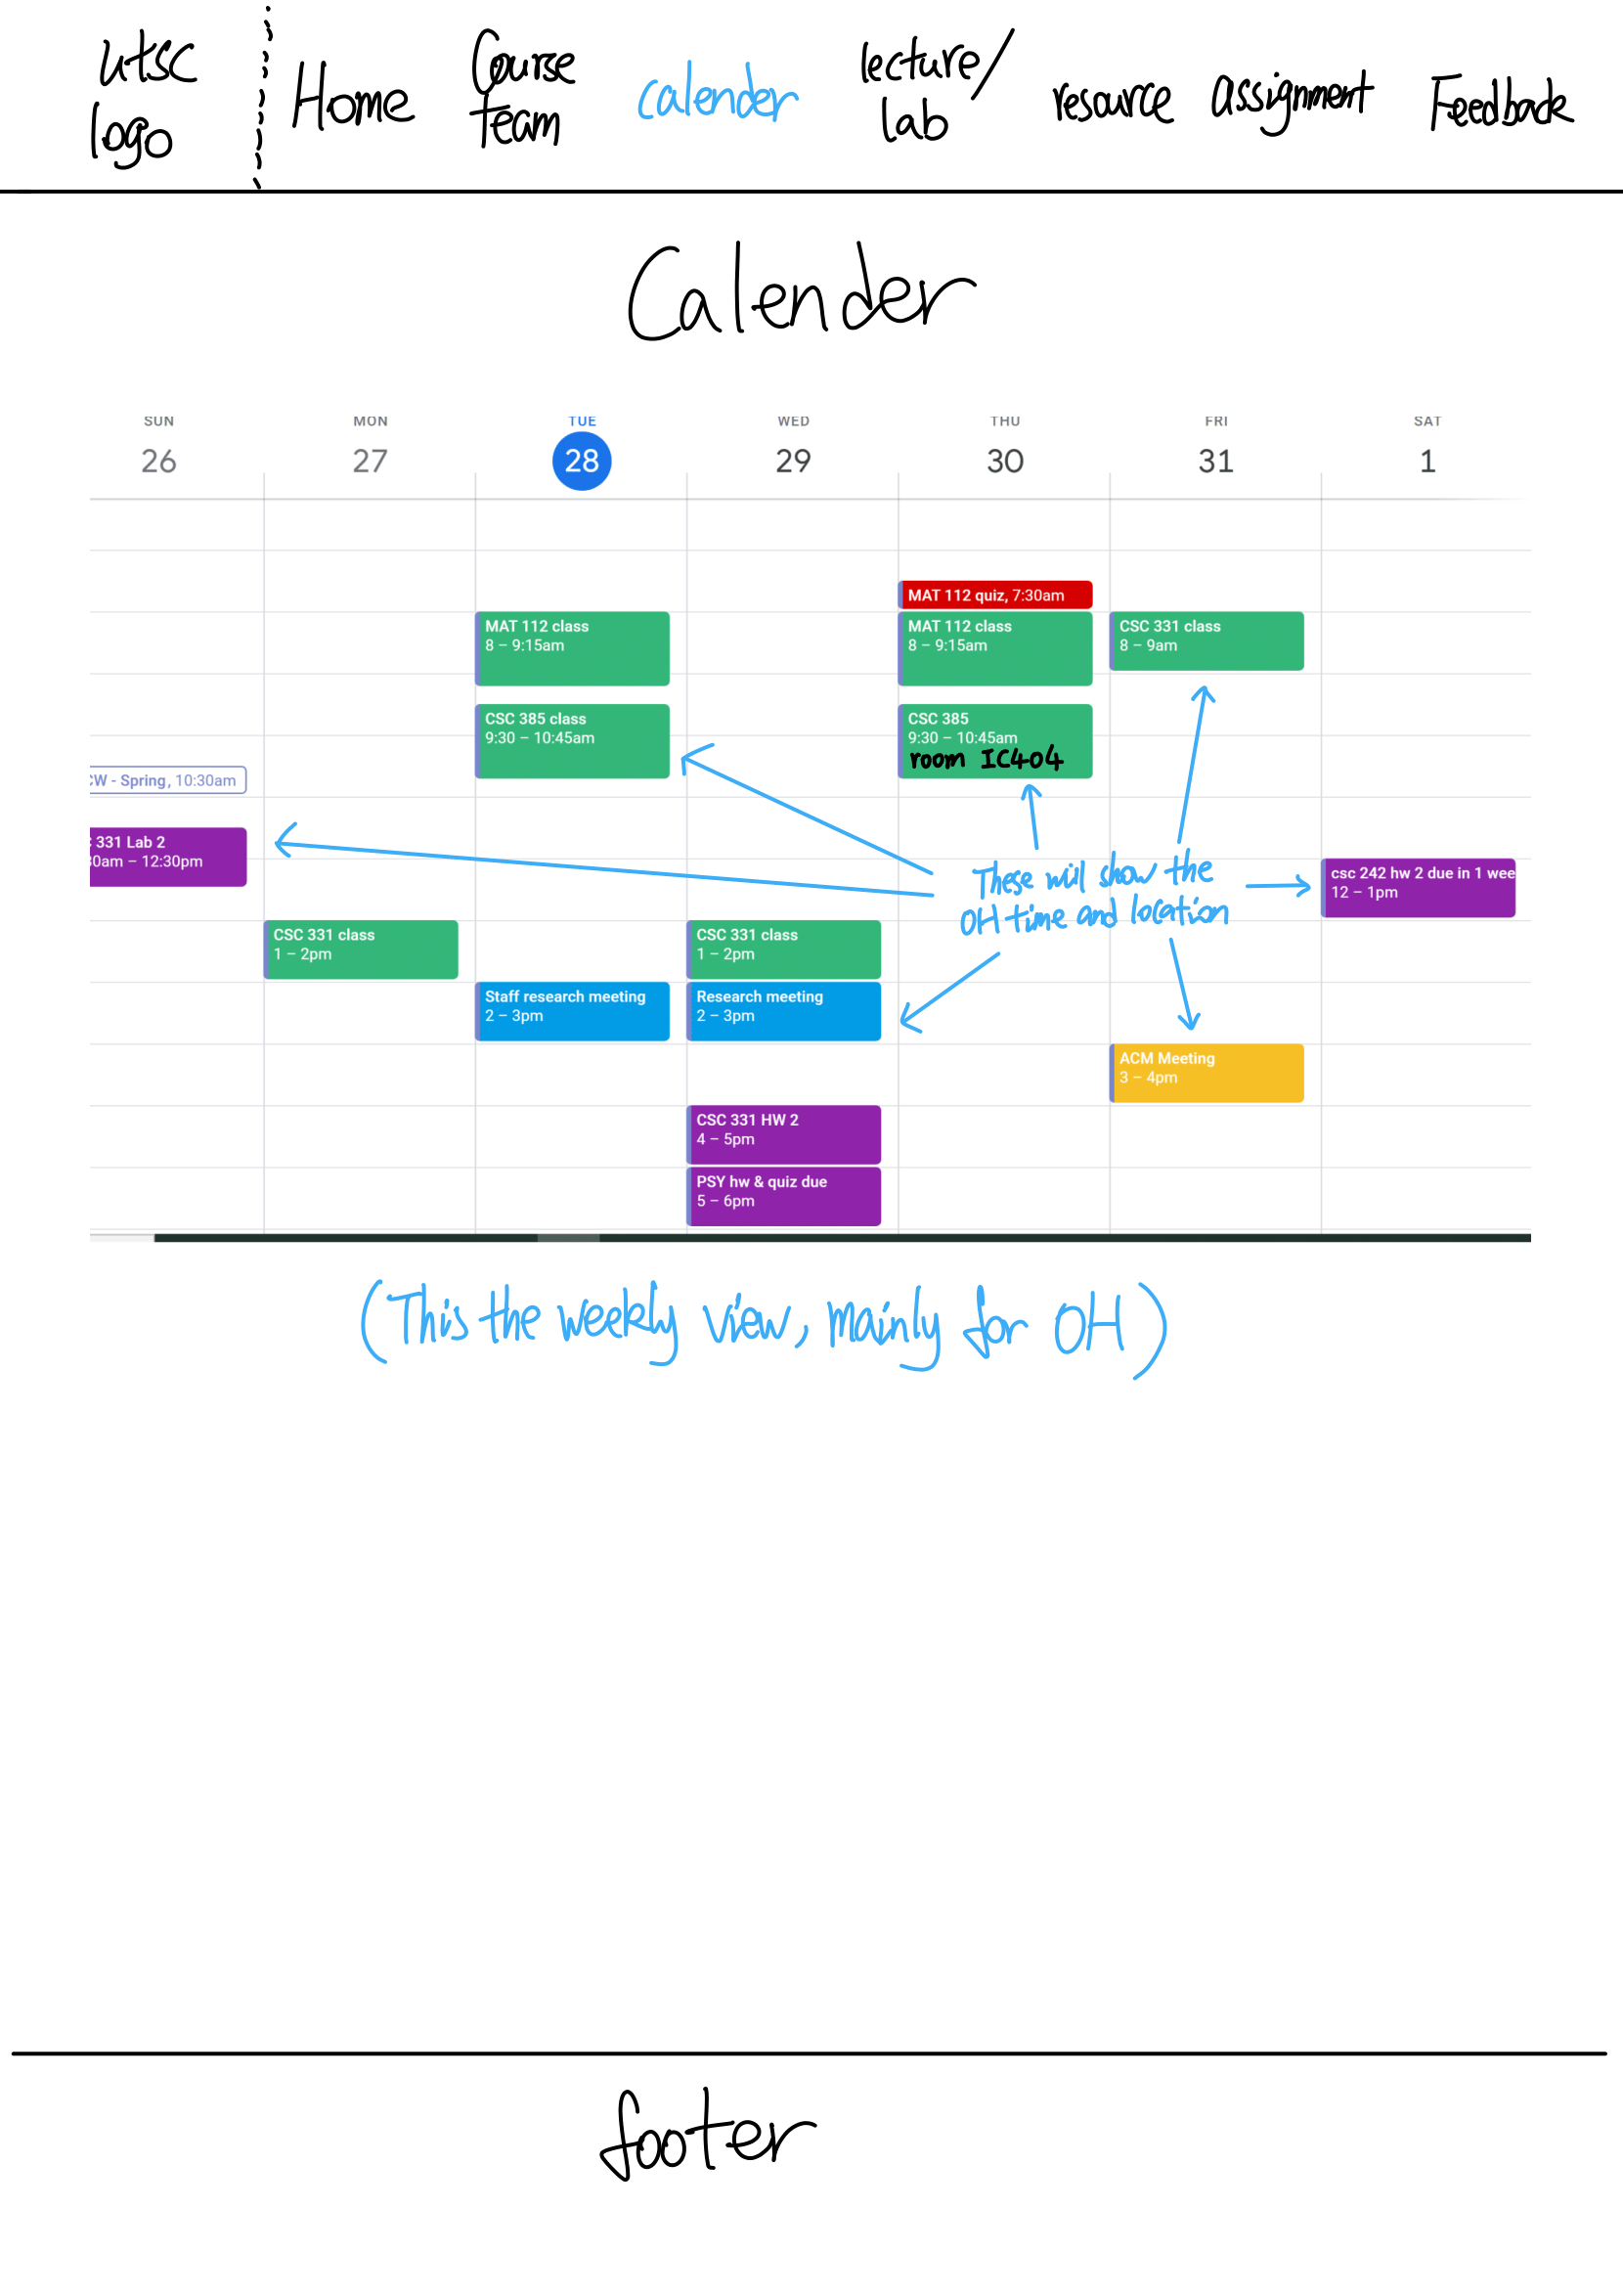 utsc
logo
Home
Course
team
calender
lecture/
lab
resource
assignment
Feedback
Calender
SUN
MON
TUE
WED
THU
FRI
SAT
26
27
28
29
30
31
1
MAT 112 quiz, 7:30am
MAT 112 class
8 – 9:15am
MAT 112 class
8 – 9:15am
CSC 331 class
8 – 9am
CSC 385 class
9:30 – 10:45am
CSC 385
9:30 – 10:45am
room IC404
CW - Spring, 10:30am
331 Lab 2
0am – 12:30pm
These will show the
OH time and location
csc 242 hw 2 due in 1 wee
12 – 1pm
CSC 331 class
1 – 2pm
CSC 331 class
1 – 2pm
Staff research meeting
2 – 3pm
Research meeting
2 – 3pm
ACM Meeting
3 – 4pm
CSC 331 HW 2
4 – 5pm
PSY hw & quiz due
5 – 6pm
(This the weekly view, mainly for OH)
footer